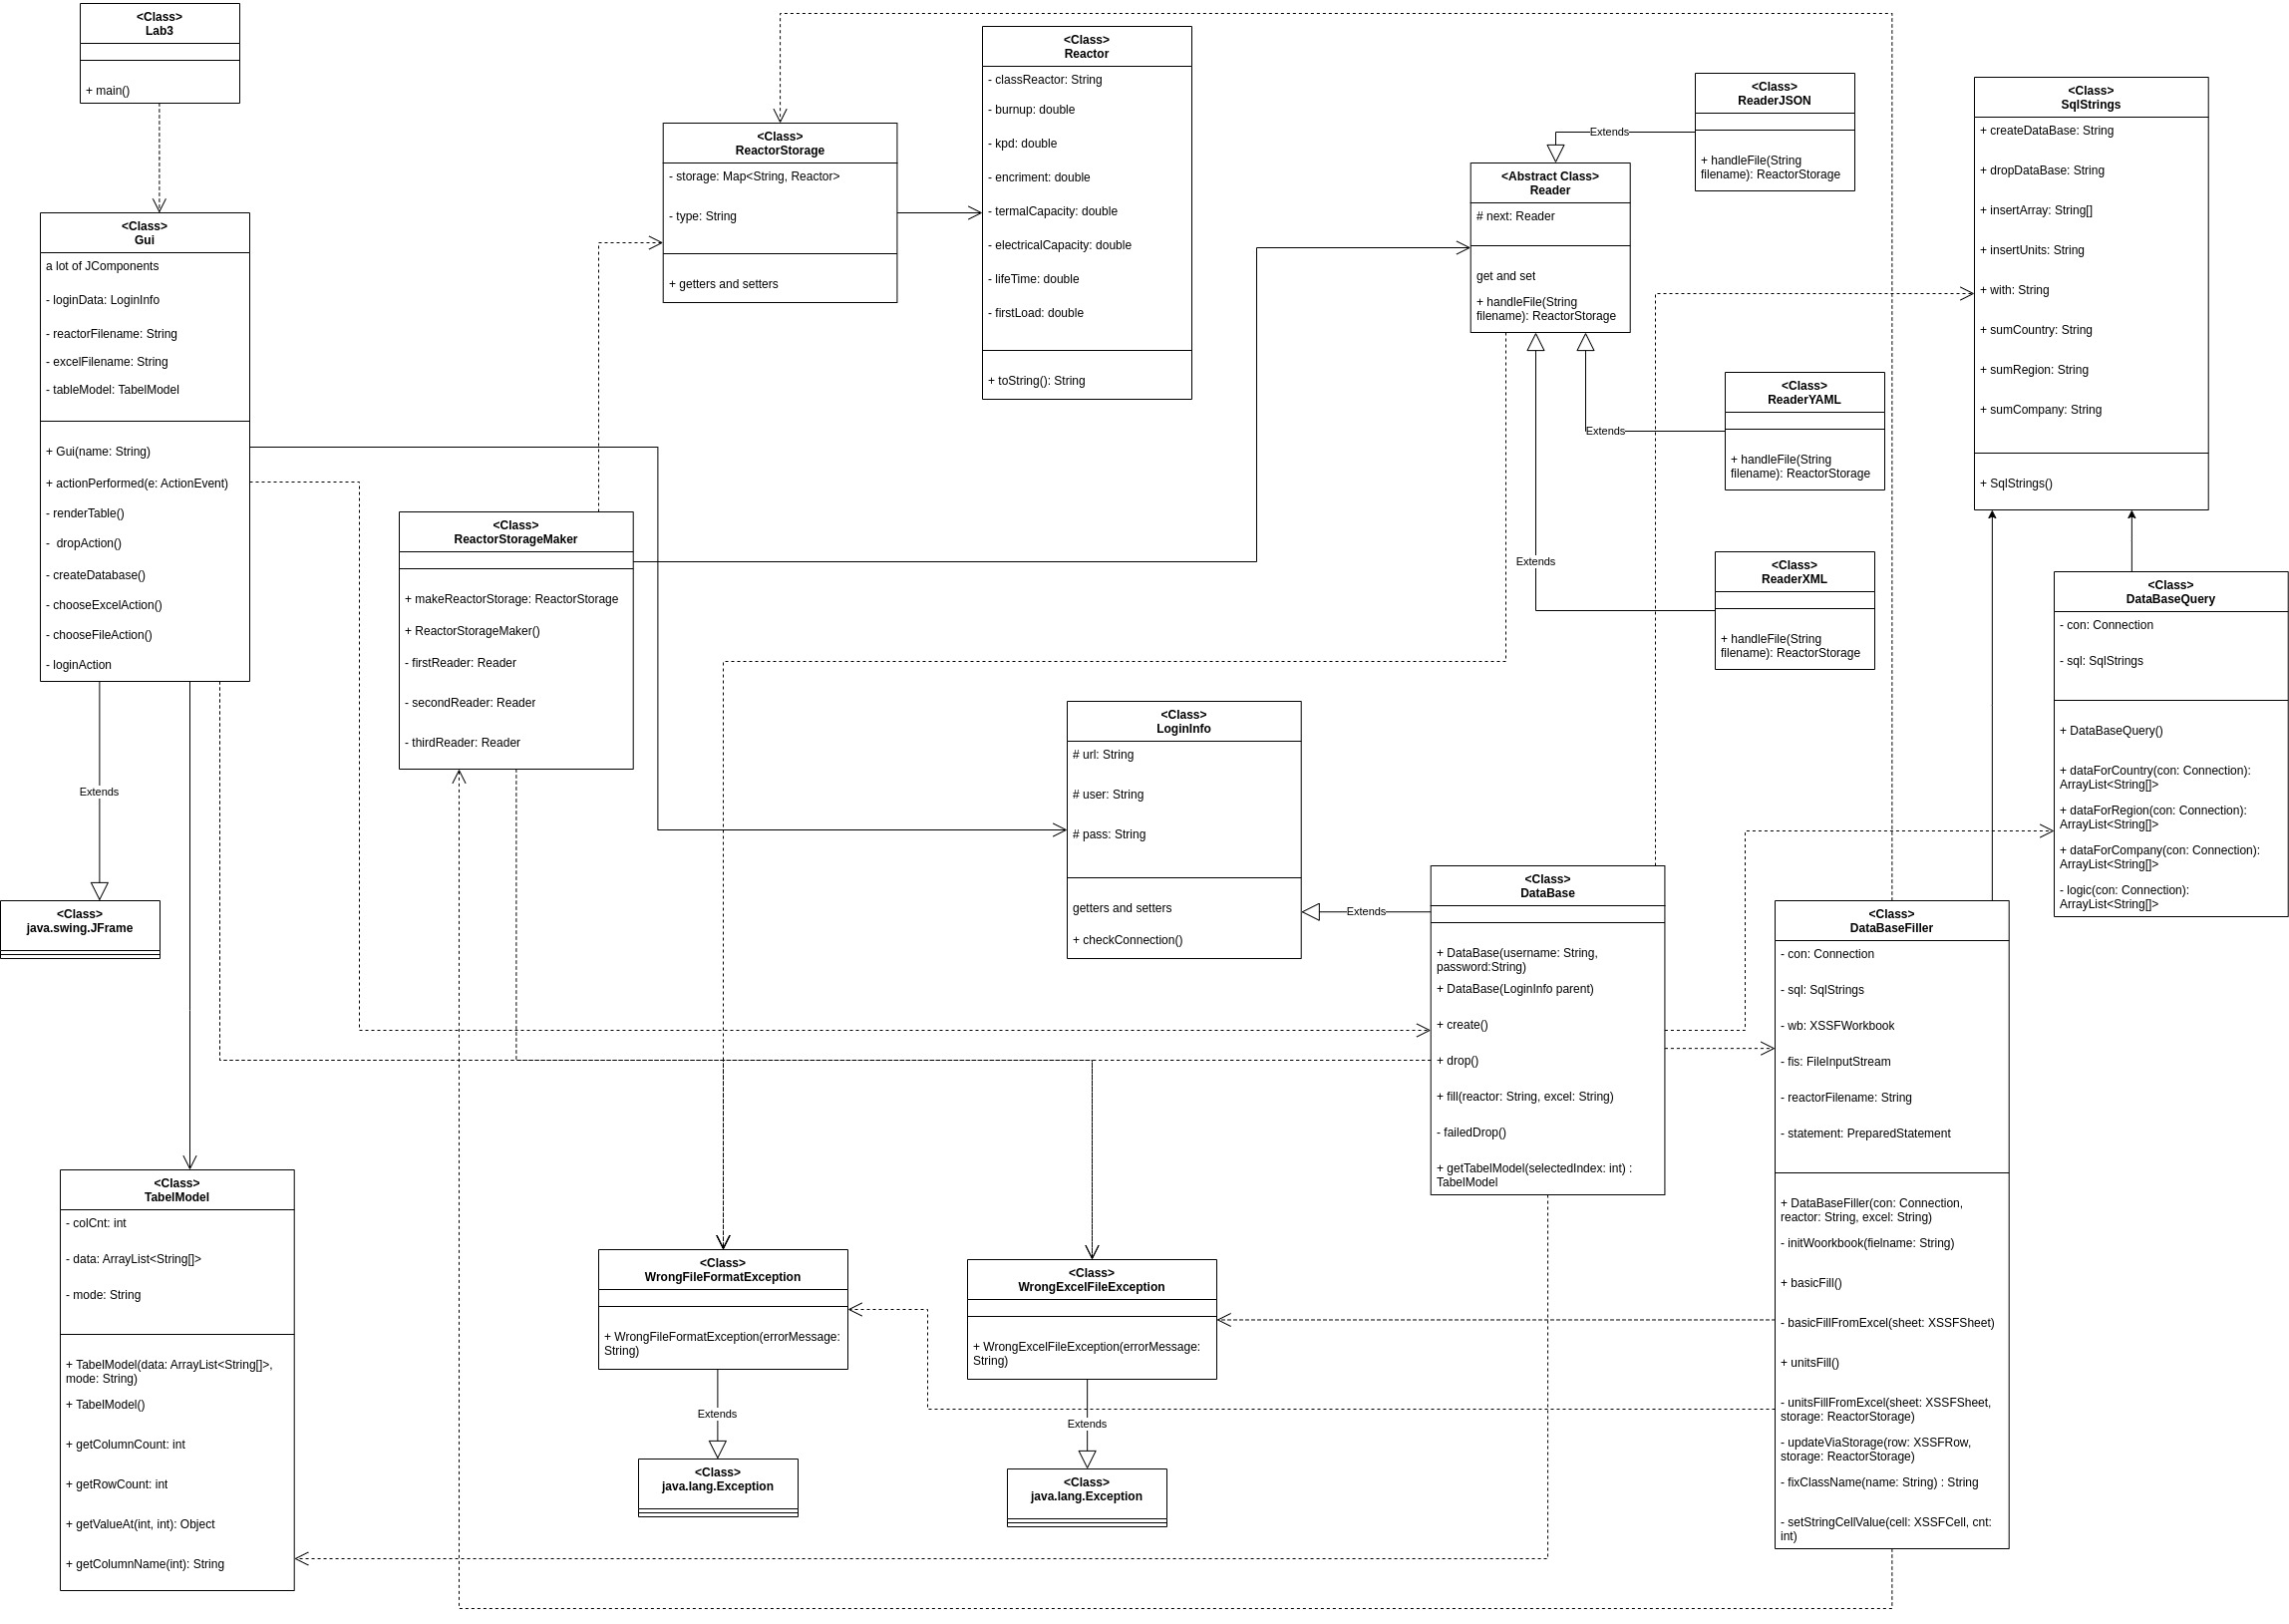 <Class>
Lab3
+ main()
<Class>
Gui
a lot of JComponents
- loginData: LoginInfo
- reactorFilename: String
- excelFilename: String
- tableModel: TabelModel
+ Gui(name: String)
+ actionPerformed(e: ActionEvent)
- renderTable()
-  dropAction()
- createDatabase()
- chooseExcelAction()
- chooseFileAction()
- loginAction
Extends
<Class>
java.swing.JFrame
<Class>
TabelModel
- colCnt: int
- data: ArrayList<String[]>
- mode: String
+ TabelModel(data: ArrayList<String[]>,
mode: String)
+ TabelModel()
+ getColumnCount: int
+ getRowCount: int
+ getValueAt(int, int): Object
+ getColumnName(int): String
<Class>
ReactorStorageMaker
+ makeReactorStorage: ReactorStorage
+ ReactorStorageMaker()
- firstReader: Reader
- secondReader: Reader
- thirdReader: Reader
<Class>
ReactorStorage
- storage: Map<String, Reactor>
- type: String
+ getters and setters
<Class>
Reactor
- classReactor: String
- burnup: double
- kpd: double
- encriment: double
- termalCapacity: double
- electricalCapacity: double
- lifeTime: double
- firstLoad: double
+ toString(): String
<Class>
LoginInfo
# url: String
# user: String
# pass: String
getters and setters
+ checkConnection()
<Class>
WrongFileFormatException
+ WrongFileFormatException(errorMessage:
String)
Extends
<Class>
java.lang.Exception
<Class>
WrongExcelFileException
+ WrongExcelFileException(errorMessage:
String)
Extends
<Class>
java.lang.Exception
<Abstract Class>
Reader
# next: Reader
get and set
+ handleFile(String
filename): ReactorStorage
Extends
<Class>
ReaderJSON
+ handleFile(String
filename): ReactorStorage
Extends
<Class>
ReaderYAML
+ handleFile(String
filename): ReactorStorage
Extends
<Class>
ReaderXML
+ handleFile(String
filename): ReactorStorage
Extends
<Class>
DataBase
+ DataBase(username: String,
password:String)
+ DataBase(LoginInfo parent)
+ create()
+ drop()
+ fill(reactor: String, excel: String)
- failedDrop()
+ getTabelModel(selectedIndex: int) :
TabelModel
<Class>
SqlStrings
+ createDataBase: String
+ dropDataBase: String
+ insertArray: String[]
+ insertUnits: String
+ with: String
+ sumCountry: String
+ sumRegion: String
+ sumCompany: String
+ SqlStrings()
<Class>
DataBaseQuery
- con: Connection
- sql: SqlStrings
+ DataBaseQuery()
+ dataForCountry(con: Connection):
ArrayList<String[]>
+ dataForRegion(con: Connection):
ArrayList<String[]>
+ dataForCompany(con: Connection):
ArrayList<String[]>
- logic(con: Connection):
ArrayList<String[]>
<Class>
DataBaseFiller
- con: Connection
- sql: SqlStrings
- wb: XSSFWorkbook
- fis: FileInputStream
- reactorFilename: String
- statement: PreparedStatement
+ DataBaseFiller(con: Connection,
reactor: String, excel: String)
- initWoorkbook(fielname: String)
+ basicFill()
- basicFillFromExcel(sheet: XSSFSheet)
+ unitsFill()
- unitsFillFromExcel(sheet: XSSFSheet,
storage: ReactorStorage)
- updateViaStorage(row: XSSFRow,
storage: ReactorStorage)
- fixClassName(name: String) : String
- setStringCellValue(cell: XSSFCell, cnt:
int)